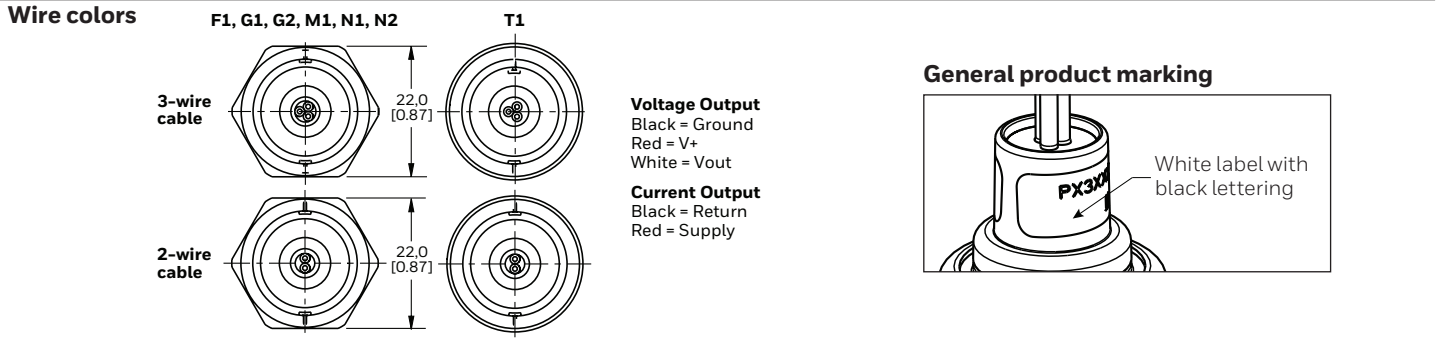 Wire colors
F1, G1, G2, M1, N1, N2
T1
3-wire
cable
22,0
[0.87]
2-wire
cable
22,0
[0.87]
Voltage Output
Black = Ground
Red = V+
White = Vout
Current Output
Black = Return
Red = Supply
General product marking
PX3XX
White label with
black lettering